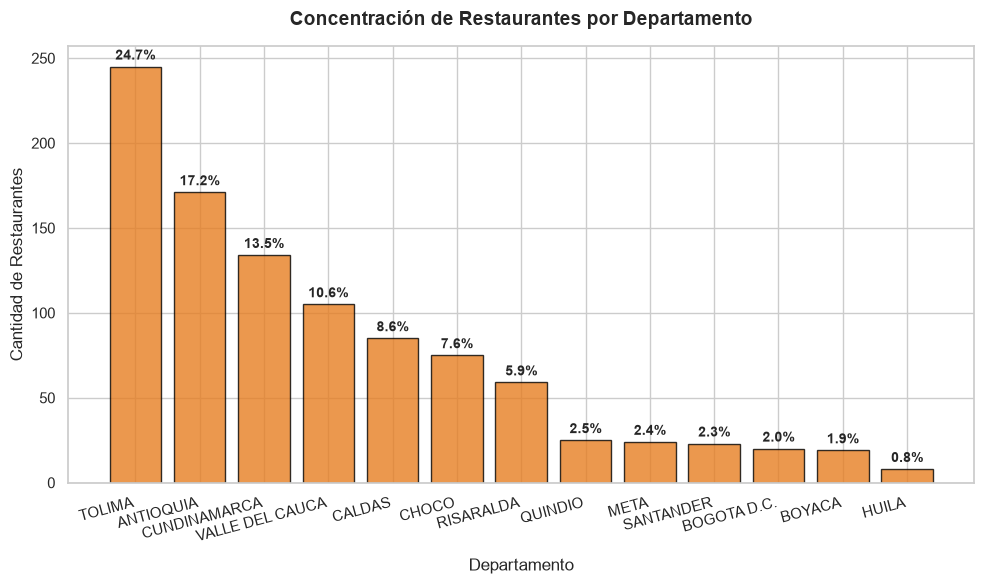 Concentración de Restaurantes por Departamento
Cantidad de Restaurantes
250
200
150
100
50
0
24.7%
17.2%
13.5%
10.6%
8.6%
7.6%
5.9%
2.5%
2.4%
2.3%
2.0%
1.9%
0.8%
TOLIMA
ANTIOQUIA
CUNDINAMARCA
VALLE DEL CAUCA
CALDAS
CHOCO
RISARALDA
QUINDIO
META
SANTANDER
BOGOTA D.C.
BOYACA
HUILA
Departamento